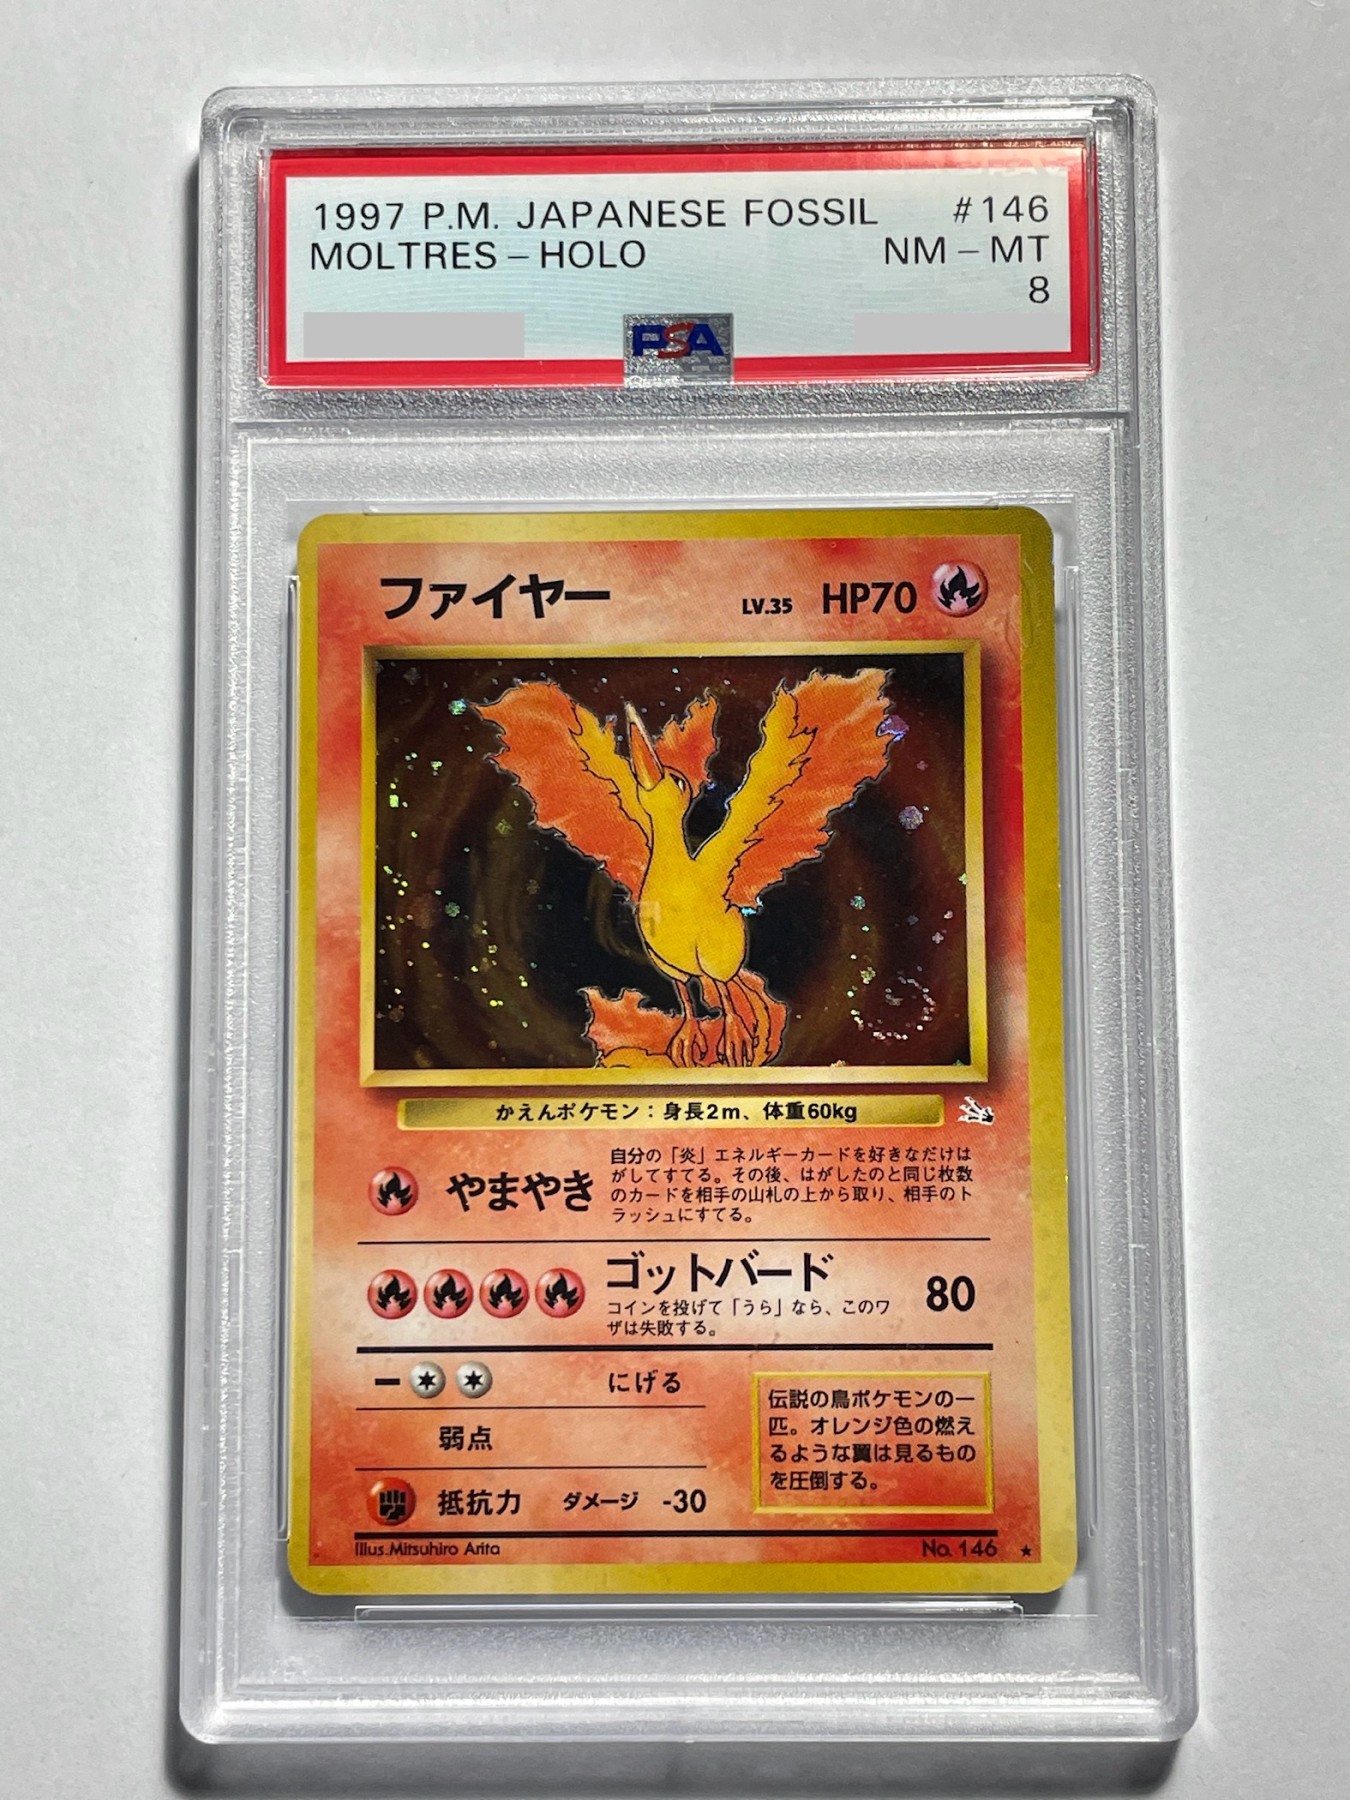 1997 P.M. JAPANESE FOSSIL #146
MOLTRES - HOLO NM - MT
8
PSA
ファイヤー LV.35 HP70
かえんポケモン：身長2m、体重60kg
やまやき
自分の「炎」エネルギーカードを好きなだけは
がしてすてる。その後、はがしたのと同じ枚数
のカードを相手の山札の上から取り、相手のト
ラッシュにすてる。
ゴッドバード 80
コインを投げて「うら」なら、このワ
ザは失敗する。
にげる
弱点
抵抗力 ダメージ -30
伝説の鳥ポケモンの一
匹。オレンジ色の燃え
るような翼は見るもの
を圧倒する。
Illus.Mitsuhiro Arita No. 146 ★